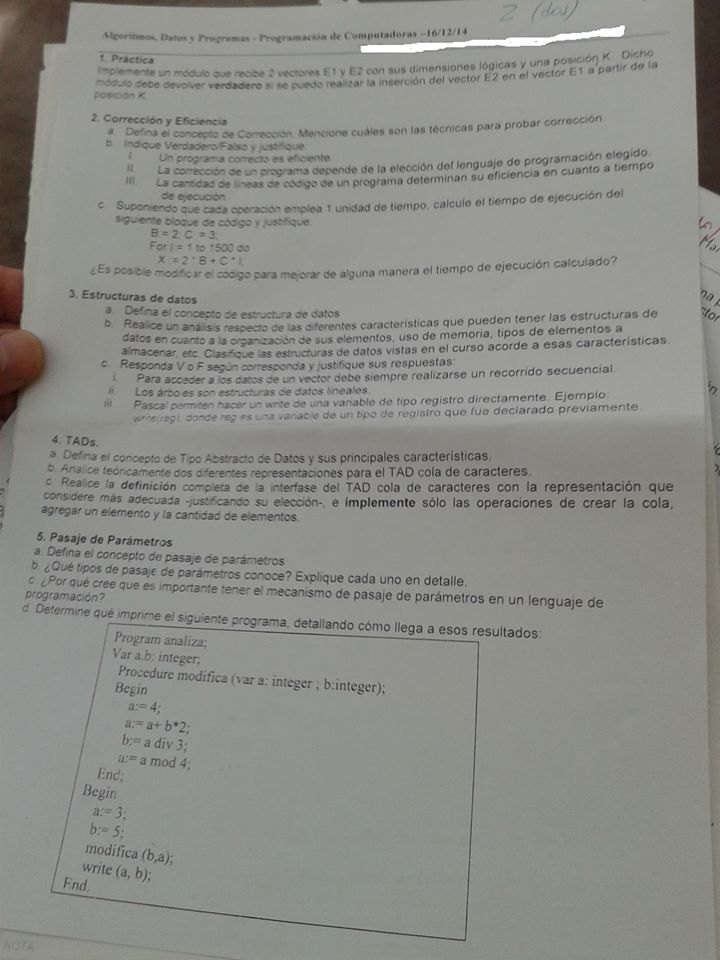 2 (dos)
Algoritmos, Datos y Programas - Programación de Computadoras -16/12/14
1. Práctica
Implemente un módulo que recibe 2 vectores E1 y E2 con sus dimensiones lógicas y una posición K. Dicho
módulo debe devolver verdadero si se puedo realizar la inserción del vector E2 en el vector E1 a partir de la
posición K.
2. Corrección y Eficiencia
a. Defina el concepto de Corrección. Mencione cuáles son las técnicas para probar corrección.
b. Indique Verdadero/Falso y justifique:
I. Un programa correcto es eficiente.
II. La corrección de un programa depende de la elección del lenguaje de programación elegido.
III. La cantidad de líneas de código de un programa determinan su eficiencia en cuanto a tiempo
de ejecución.
c. Suponiendo que cada operación emplea 1 unidad de tiempo, calcule el tiempo de ejecución del
siguiente bloque de código y justifique.
B = 2; C = 3;
For I:= 1 to 1500 do
X := 2 * B + C * I;
¿Es posible modificar el código para mejorar de alguna manera el tiempo de ejecución calculado?
3. Estructuras de datos
a. Defina el concepto de estructura de datos
b. Realice un análisis respecto de las diferentes características que pueden tener las estructuras de
datos en cuanto a la organización de sus elementos, uso de memoria, tipos de elementos a
almacenar, etc. Clasifique las estructuras de datos vistas en el curso acorde a esas características.
c. Responda V o F según corresponda y justifique sus respuestas:
i. Para acceder a los datos de un vector debe siempre realizarse un recorrido secuencial.
ii. Los árboles son estructuras de datos lineales.
iii. Pascal permiten hacer un write de una variable de tipo registro directamente. Ejemplo:
write(reg), donde reg es una variable de un tipo de registro que fue declarado previamente.
4. TADs.
a. Defina el concepto de Tipo Abstracto de Datos y sus principales características.
b. Analice teóricamente dos diferentes representaciones para el TAD cola de caracteres.
c. Realice la definición completa de la interfase del TAD cola de caracteres con la representación que
considere más adecuada -justificando su elección-, e implemente sólo las operaciones de crear la cola,
agregar un elemento y la cantidad de elementos.
5. Pasaje de Parámetros
a. Defina el concepto de pasaje de parámetros
b. ¿Qué tipos de pasaje de parámetros conoce? Explique cada uno en detalle.
c. ¿Por qué cree que es importante tener el mecanismo de pasaje de parámetros en un lenguaje de
programación?
d. Determine qué imprime el siguiente programa, detallando cómo llega a esos resultados:
Program analiza;
Var a,b: integer;
Procedure modifica (var a: integer ; b:integer);
Begin
a:= 4;
a:= a+ b*2;
b:= a div 3;
a:= a mod 4;
End;
Begin
a:= 3;
b:= 5;
modifica (b,a);
write (a, b);
End.
NOTA